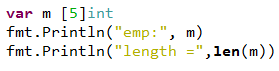 var m [5]int
fmt.Println("emp:", m)
fmt.Println("length =",len(m))